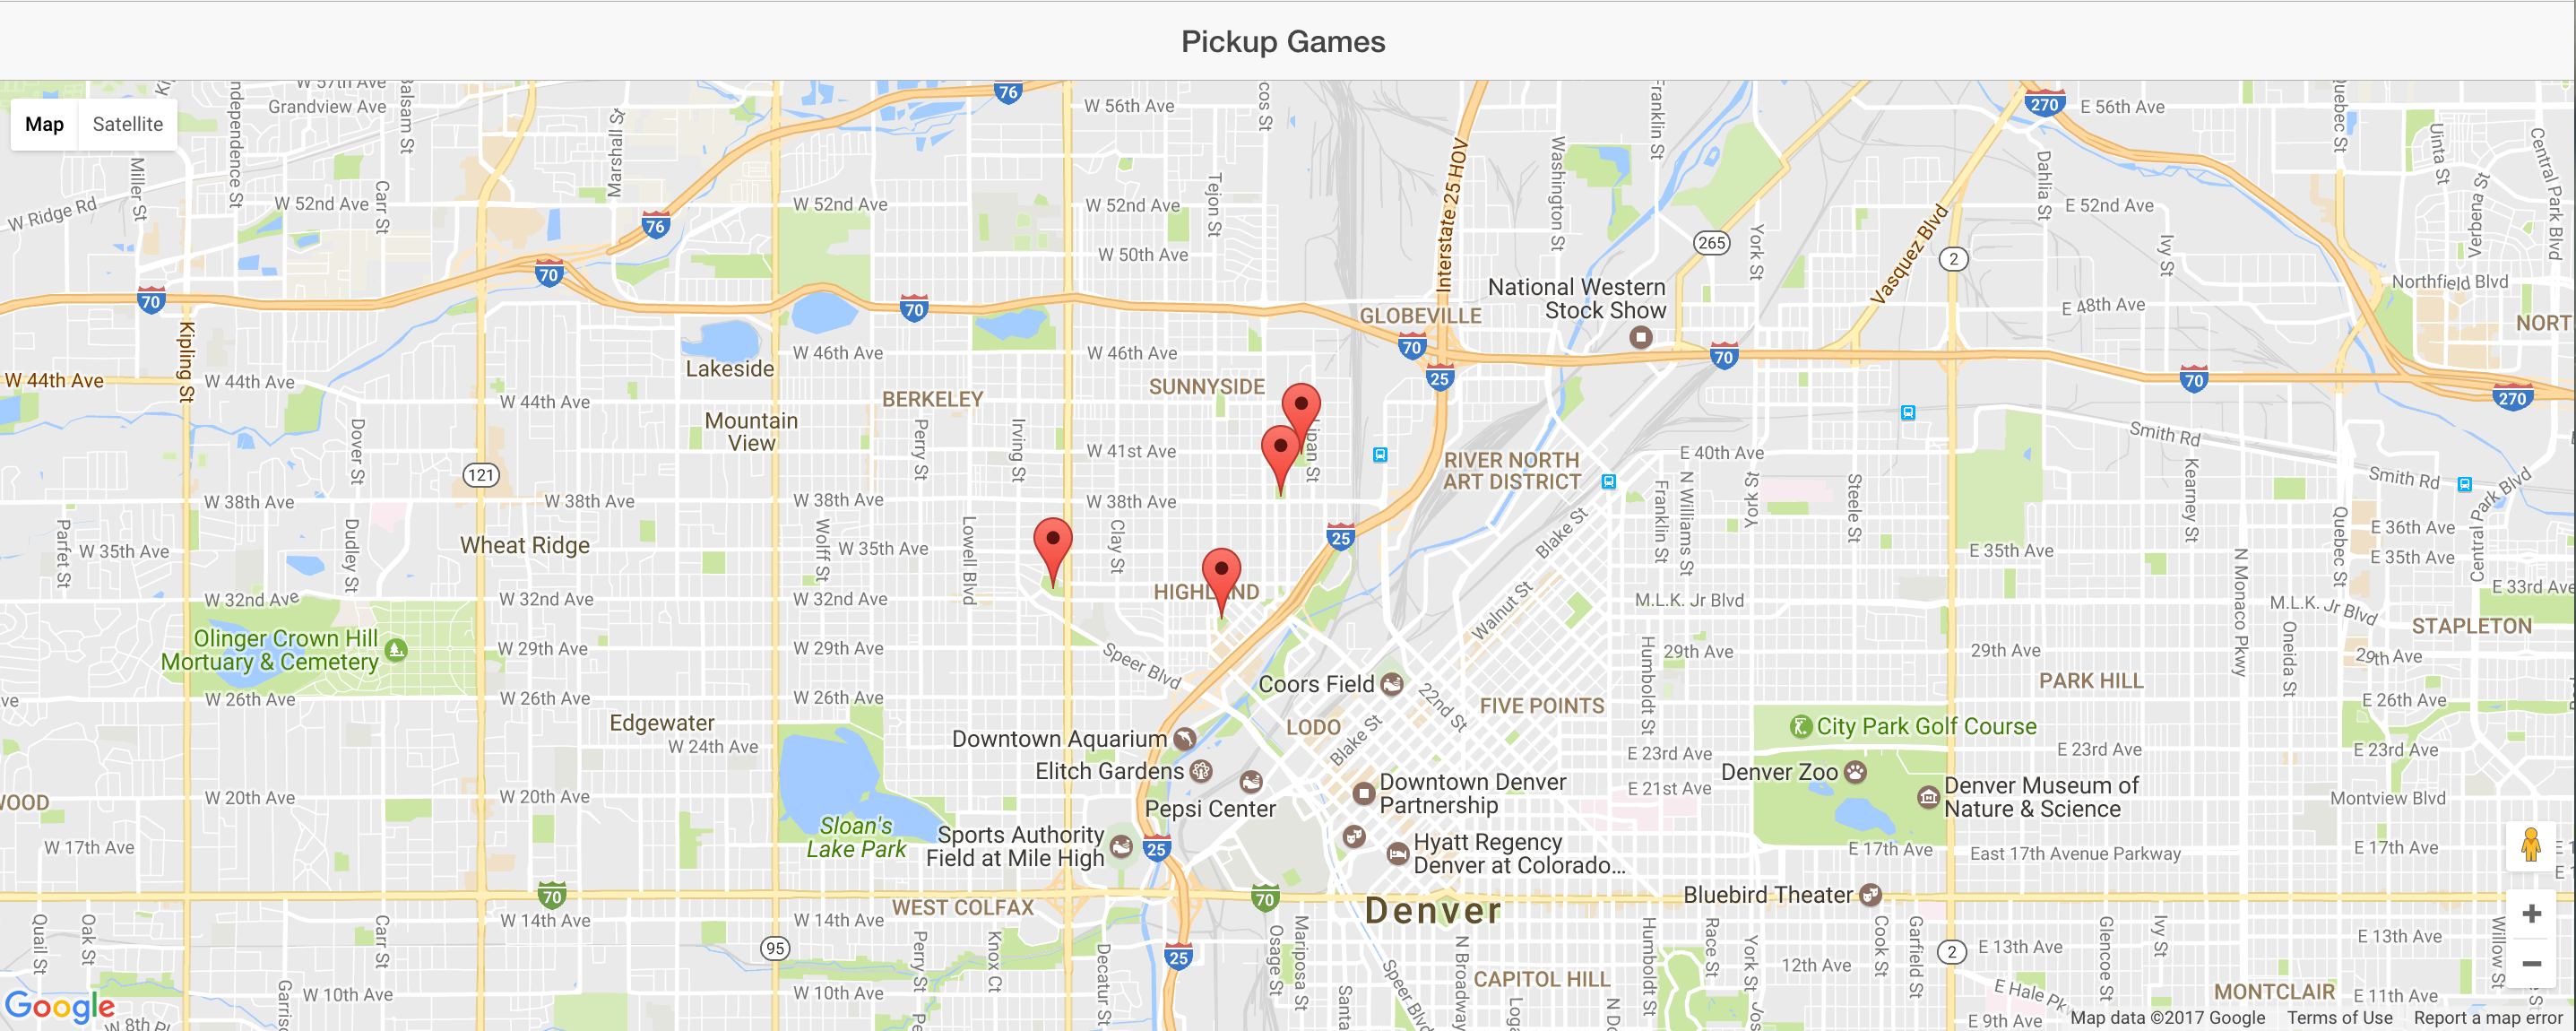 Pickup Games
Map
Satellite
W 57th Ave
Grandview Ave
Balsam St
Marshall St
76
W 56th Ave
Interstate 25 HOV
Washington St
Franklin St
270
E 56th Ave
Quebec St
Uinta St
Central Park Blvd
Miller St
Carr St
W Ridge Rd
W 52nd Ave
76
W 52nd Ave
W 52nd Ave
Tejon St
W 50th Ave
265
York St
Vasquez Blvd
2
Dahlia St
E 52nd Ave
Ivy St
Verbena St
Northfield Blvd
70
70
70
National Western
Stock Show
GLOBEVILLE
70
25
70
E 48th Ave
70
270
Kipling St
W 44th Ave
W 44th Ave
W 44th Ave
Lakeside
W 46th Ave
W 46th Ave
BERKELEY
SUNNYSIDE
Mountain
View
Dover St
121
Perry St
Irving St
W 41st Ave
RIVER NORTH
ART DISTRICT
E 40th Ave
Smith Rd
Smith Rd
Central Park Blvd
W 38th Ave
W 38th Ave
W 38th Ave
W 38th Ave
Franklin St
N Williams St
York St
Steele St
Kearney St
Quebec St
E 36th Ave
E 35th Ave
E 35th Ave
Parfet St
W 35th Ave
Dudley St
Wheat Ridge
Wolff St
W 35th Ave
Lowell Blvd
Clay St
25
Blake St
N Monaco Pkwy
E 33rd Ave
HIGHLAND
W 32nd Ave
W 32nd Ave
W 32nd Ave
Walnut St
M.L.K. Jr Blvd
M.L.K. Jr Blvd
STAPLETON
Olinger Crown Hill
Mortuary & Cemetery
W 29th Ave
W 29th Ave
Speer Blvd
Humboldt St
29th Ave
29th Ave
Oneida St
29th Ave
PARK HILL
W 26th Ave
W 26th Ave
W 26th Ave
Coors Field
22nd St
FIVE POINTS
E 26th Ave
Edgewater
W 24th Ave
Downtown Aquarium
LODO
Blake St
City Park Golf Course
E 23rd Ave
E 23rd Ave
E 23rd Ave
Elitch Gardens
Pepsi Center
Downtown Denver
Partnership
Denver Zoo
E 21st Ave
Denver Museum of
Nature & Science
Montview Blvd
W 20th Ave
W 20th Ave
W 20th Ave
Sloan's
Lake Park
Sports Authority
Field at Mile High
25
Hyatt Regency
Denver at Colorado...
W 17th Ave
E 17th Ave
East 17th Avenue Parkway
E 17th Ave
70
70
Denver
Bluebird Theater
WEST COLFAX
W 14th Ave
W 14th Ave
W 14th Ave
Quail St
Oak St
Carr St
95
Perry St
Knox Ct
Decatur St
25
Osage St
Mariposa St
N Broadway
Humboldt St
Race St
York St
12th Ave
Cook St
Garfield St
2
E 13th Ave
Glencoe St
Ivy St
E 13th Ave
Willow St
CAPITOL HILL
Speer Blvd
W 10th Ave
W 10th Ave
MONTCLAIR
E 11th Ave
E 9th Ave
Google
Map data ©2017 Google
Terms of Use
Report a map error